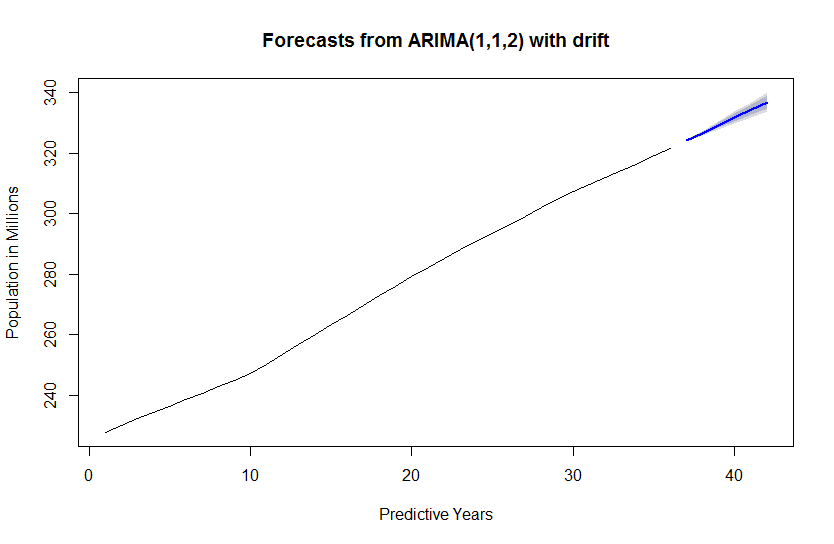 Forecasts from ARIMA(1,1,2) with drift
Population in Millions
340
320
300
280
260
240
0 10 20 30 40
Predictive Years